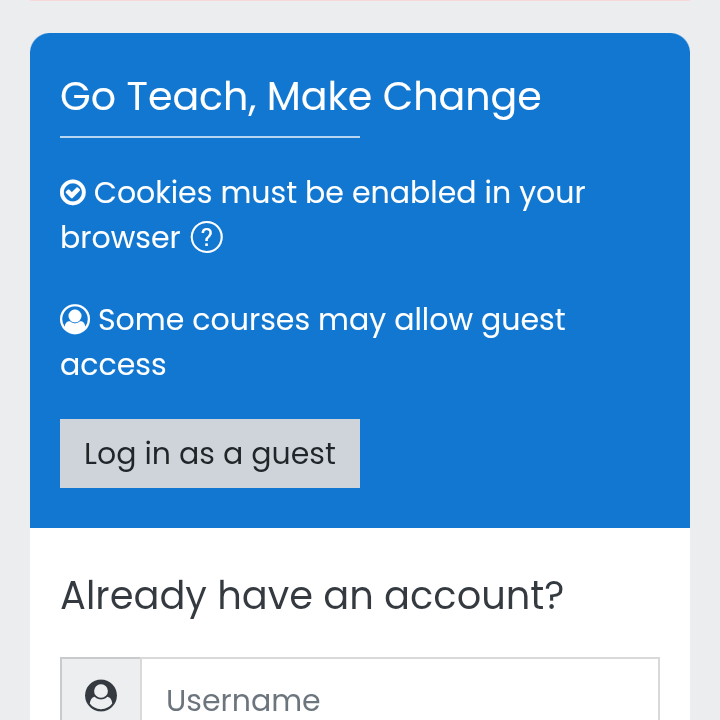 Go Teach, Make Change
Cookies must be enabled in your
browser ?
Some courses may allow guest
access
Log in as a guest
Already have an account?
Username